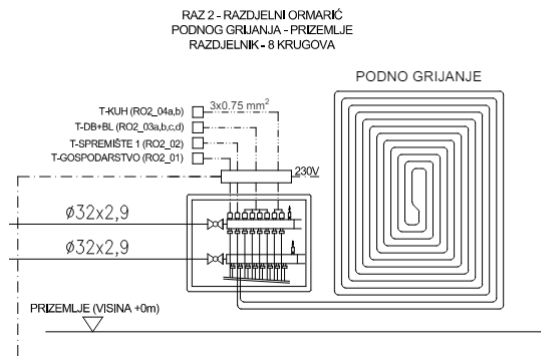 RAZ 2 - RAZDJELNI ORMARIĆ
PODNOG GRIJANJA - PRIZEMLJE
RAZDJELNIK - 8 KRUGOVA
PODNO GRIJANJE
T-KUH (RO2_04a,b)
3x0.75 mm²
T-DB+BL (RO2_03a,b,c,d)
T-SPREMIŠTE 1 (RO2_02)
T-GOSPODARSTVO (RO2_01)
230V
ø32x2,9
ø32x2,9
PRIZEMLJE (VISINA +0m)